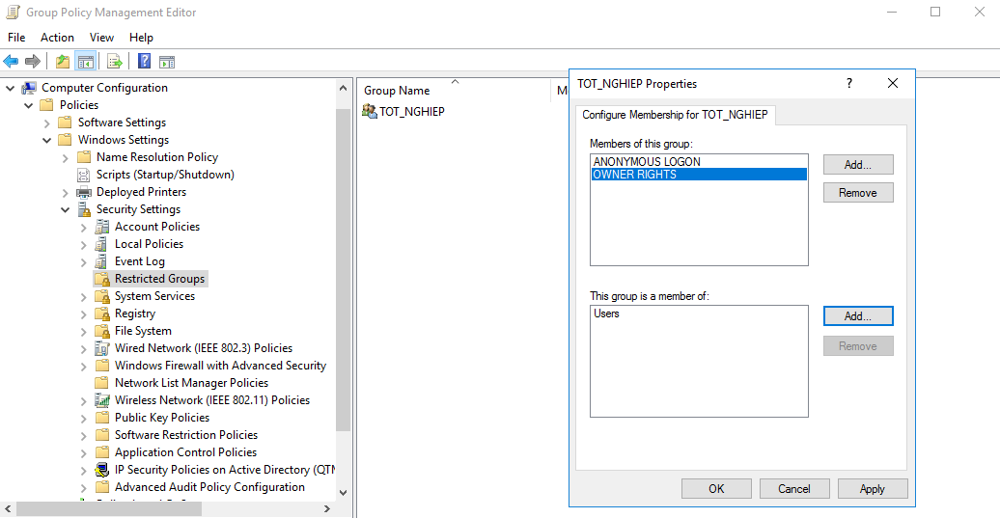 Group Policy Management Editor
File Action View Help
Computer Configuration
Policies
Software Settings
Windows Settings
Name Resolution Policy
Scripts (Startup/Shutdown)
Deployed Printers
Security Settings
Account Policies
Local Policies
Event Log
Restricted Groups
System Services
Registry
File System
Wired Network (IEEE 802.3) Policies
Windows Firewall with Advanced Security
Network List Manager Policies
Wireless Network (IEEE 802.11) Policies
Public Key Policies
Software Restriction Policies
Application Control Policies
IP Security Policies on Active Directory (QTM
Advanced Audit Policy Configuration
Group Name
TOT_NGHIEP
TOT_NGHIEP Properties
Configure Membership for TOT_NGHIEP
Members of this group:
ANONYMOUS LOGON
OWNER RIGHTS
Add...
Remove
This group is a member of:
Users
Add...
Remove
OK Cancel Apply